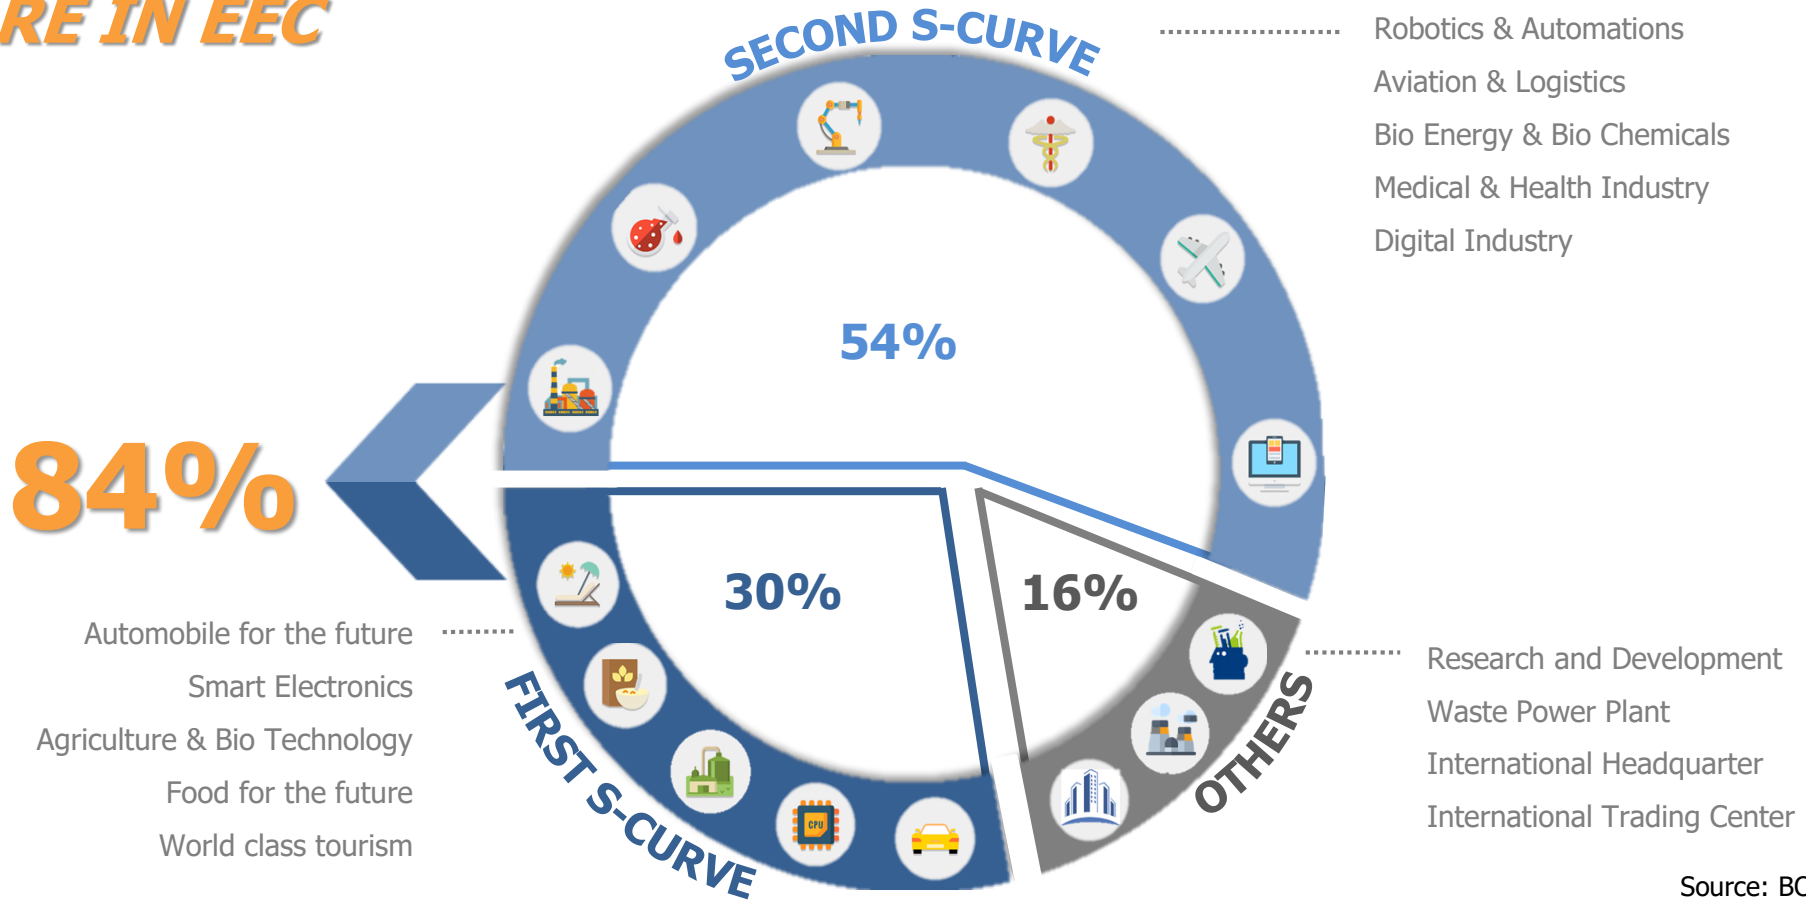 RE IN EEC
SECOND S-CURVE
Robotics & Automations
Aviation & Logistics
Bio Energy & Bio Chemicals
Medical & Health Industry
Digital Industry
54%
84%
30%
16%
Automobile for the future
Smart Electronics
Agriculture & Bio Technology
Food for the future
World class tourism
FIRST S-CURVE
CPU
OTHERS
Research and Development
Waste Power Plant
International Headquarter
International Trading Center
Source: